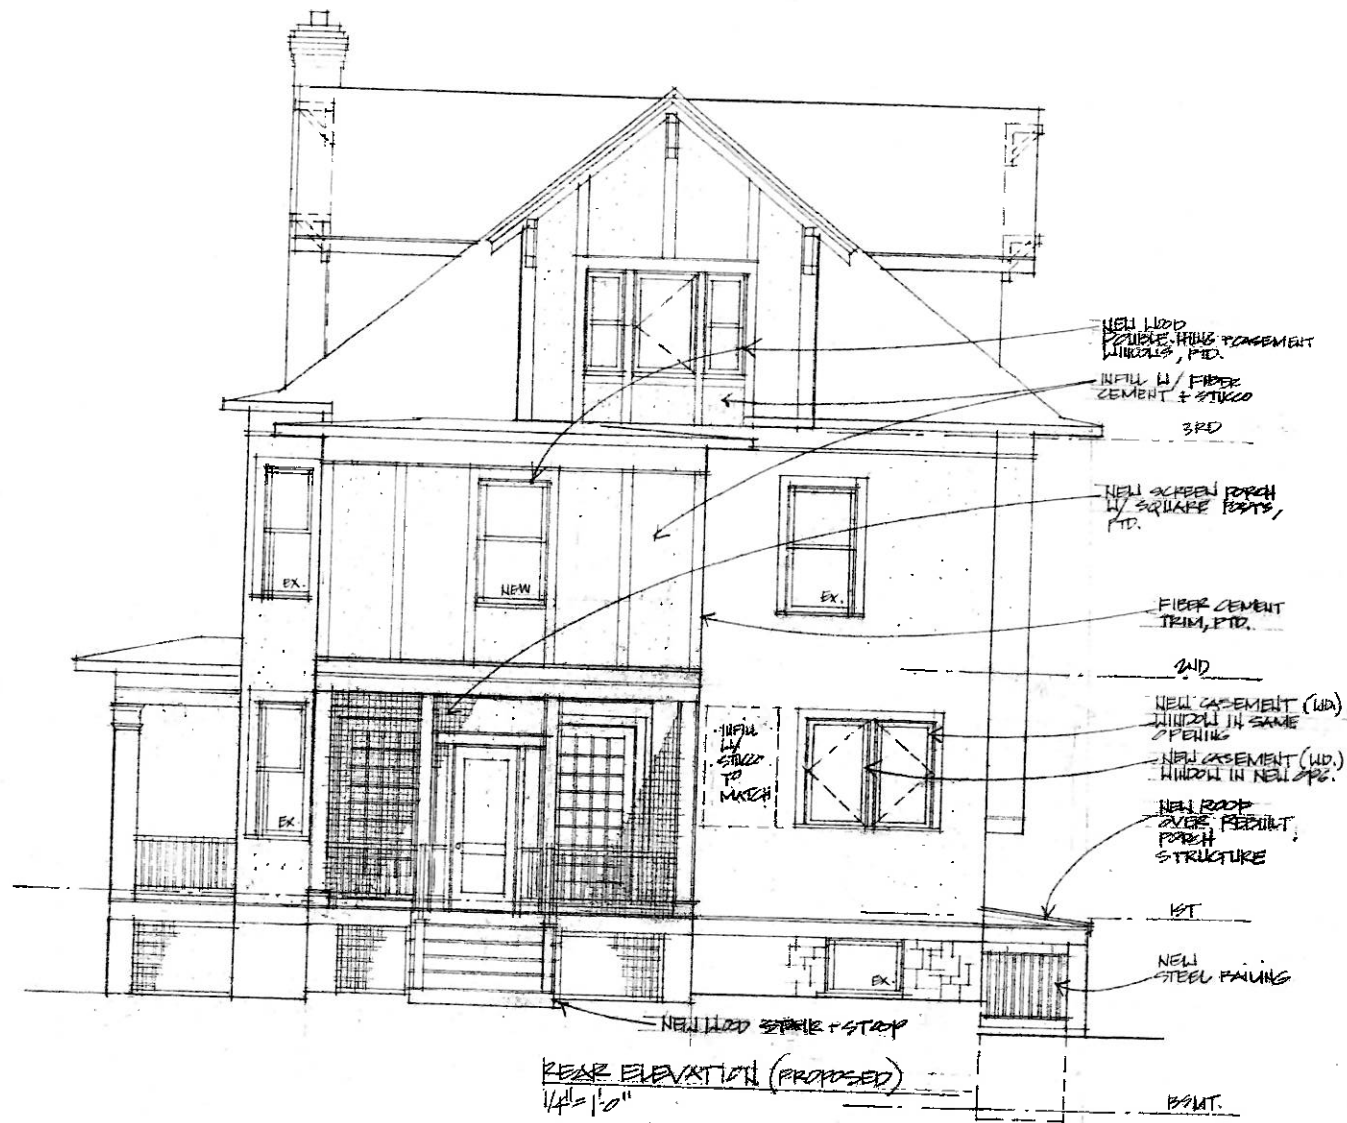 NEW WOOD
DOUBLE-HUNG + CASEMENT
WINDOWS, PTD.
INFILL W/ FIBER
CEMENT + STUCCO
3RD
NEW SCREEN PORCH
W/ SQUARE POSTS,
PTD.
EX.
NEW
EX.
FIBER CEMENT
TRIM, PTD.
2ND
NEW CASEMENT (WD.)
WINDOW IN SAME
OPENING
NEW CASEMENT (WD.)
WINDOW IN NEW OPG.
INFILL
W/
STUCCO
TO
MATCH
EX.
NEW ROOF
OVER REBUILT
PORCH
STRUCTURE
1ST
NEW
STEEL RAILING
EX.
NEW WOOD STAIR + STOOP
REAR ELEVATION (PROPOSED)
1/4" = 1'-0"
BSMT.